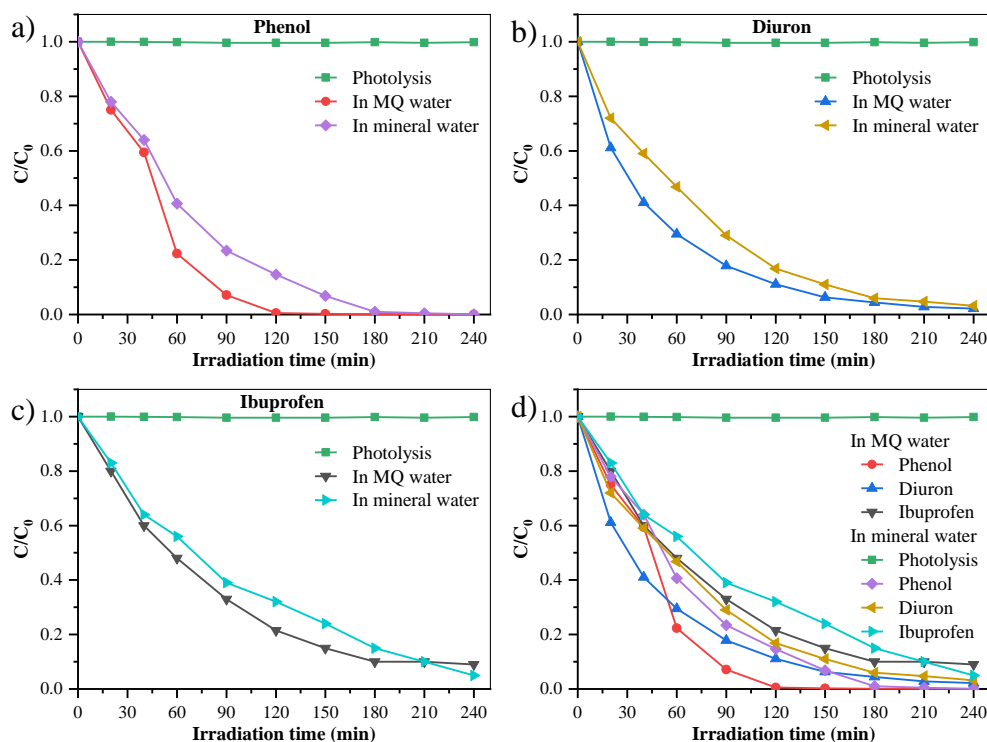 a)
Phenol
1.0
0.8
0.6
0.4
0.2
0.0
C/C0
Photolysis
In MQ water
In mineral water
0 30 60 90 120 150 180 210 240
Irradiation time (min)
b)
Diuron
1.0
0.8
0.6
0.4
0.2
0.0
C/C0
Photolysis
In MQ water
In mineral water
0 30 60 90 120 150 180 210 240
Irradiation time (min)
c)
Ibuprofen
1.0
0.8
0.6
0.4
0.2
0.0
C/C0
Photolysis
In MQ water
In mineral water
0 30 60 90 120 150 180 210 240
Irradiation time (min)
d)
1.0
0.8
0.6
0.4
0.2
0.0
C/C0
In MQ water
Phenol
Diuron
Ibuprofen
In mineral water
Photolysis
Phenol
Diuron
Ibuprofen
0 30 60 90 120 150 180 210 240
Irradiation time (min)